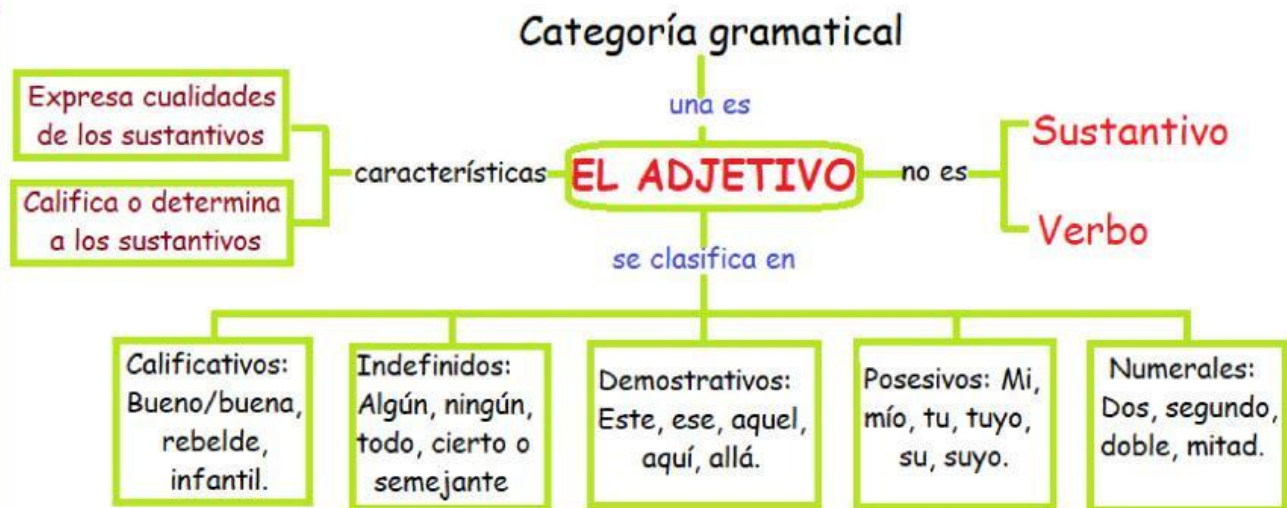 Categoría gramatical
una es
Expresa cualidades
de los sustantivos
Califica o determina
a los sustantivos
características
EL ADJETIVO
no es
Sustantivo
Verbo
se clasifica en
Calificativos:
Bueno/buena,
rebelde,
infantil.
Indefinidos:
Algún, ningún,
todo, cierto o
semejante
Demostrativos:
Este, ese, aquel,
aquí, allá.
Posesivos: Mi,
mío, tu, tuyo,
su, suyo.
Numerales:
Dos, segundo,
doble, mitad.